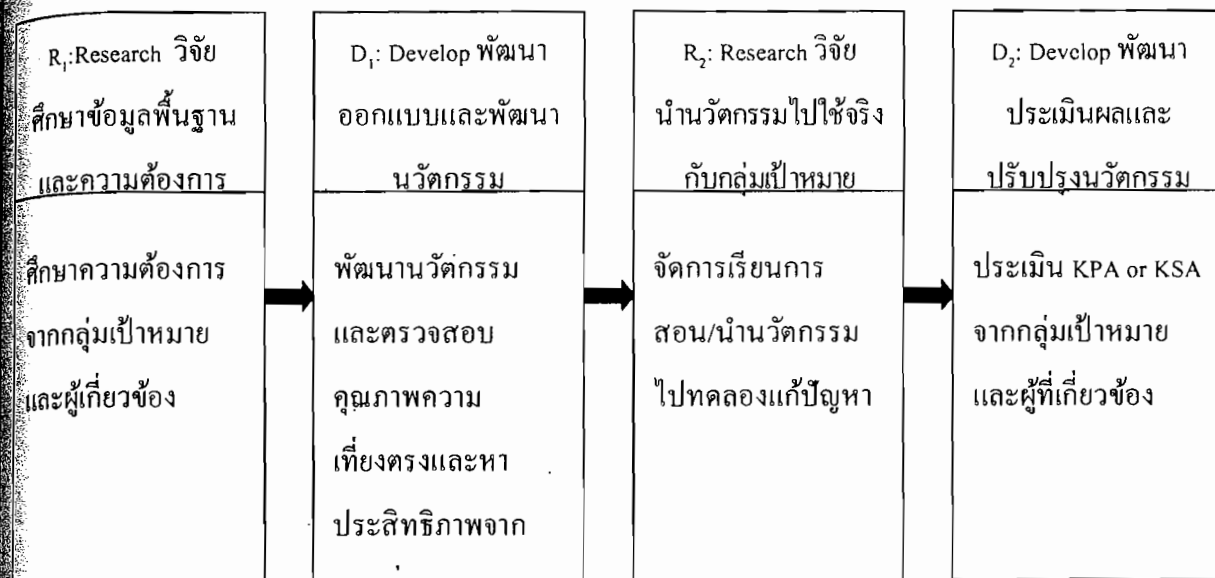 R₁:Research วิจัย
ศึกษาข้อมูลพื้นฐาน
และความต้องการ
ศึกษาความต้องการ
จากกลุ่มเป้าหมาย
และผู้เกี่ยวข้อง
D₁: Develop พัฒนา
ออกแบบและพัฒนา
นวัตกรรม
พัฒนานวัตกรรม
และตรวจสอบ
คุณภาพความ
เที่ยงตรงและหา
ประสิทธิภาพจาก
R₂: Research วิจัย
นำนวัตกรรมไปใช้จริง
กับกลุ่มเป้าหมาย
จัดการเรียนการ
สอน/นำนวัตกรรม
ไปทดลองแก้ปัญหา
D₂: Develop พัฒนา
ประเมินผลและ
ปรับปรุงนวัตกรรม
ประเมิน KPA or KSA
จากกลุ่มเป้าหมาย
และผู้ที่เกี่ยวข้อง